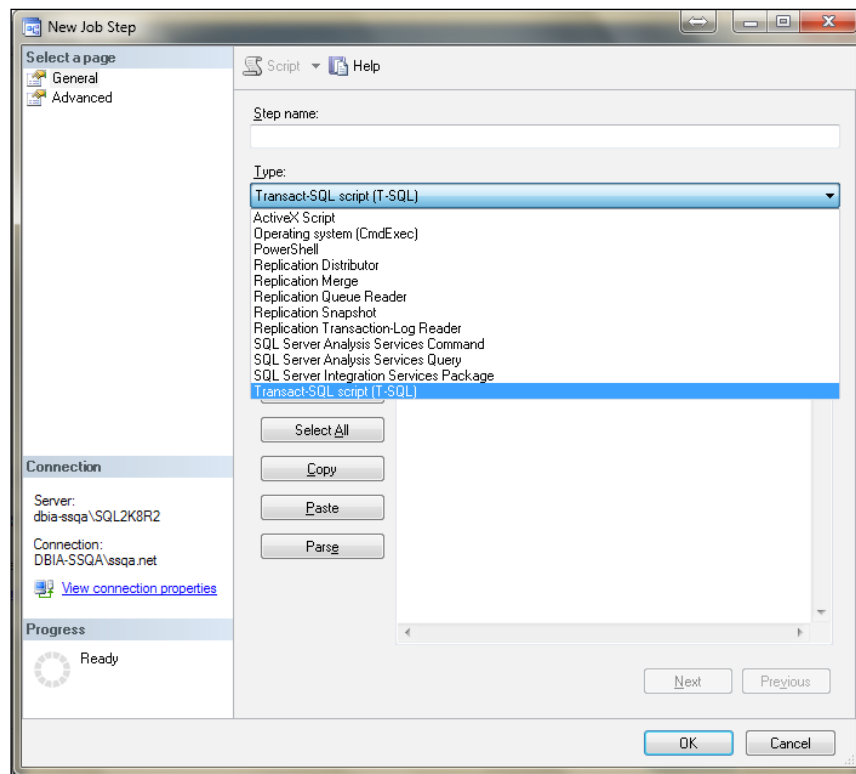 New Job Step
Select a page
General
Advanced
Script
Help
Step name:
Type:
Transact-SQL script (T-SQL)
ActiveX Script
Operating system (CmdExec)
PowerShell
Replication Distributor
Replication Merge
Replication Queue Reader
Replication Snapshot
Replication Transaction-Log Reader
SQL Server Analysis Services Command
SQL Server Analysis Services Query
SQL Server Integration Services Package
Transact-SQL script (T-SQL)
Select All
Copy
Paste
Parse
Connection
Server:
dbia-ssqa\SQL2K8R2
Connection:
DBIA-SSQA\ssqa.net
View connection properties
Progress
Ready
Next
Previous
OK
Cancel